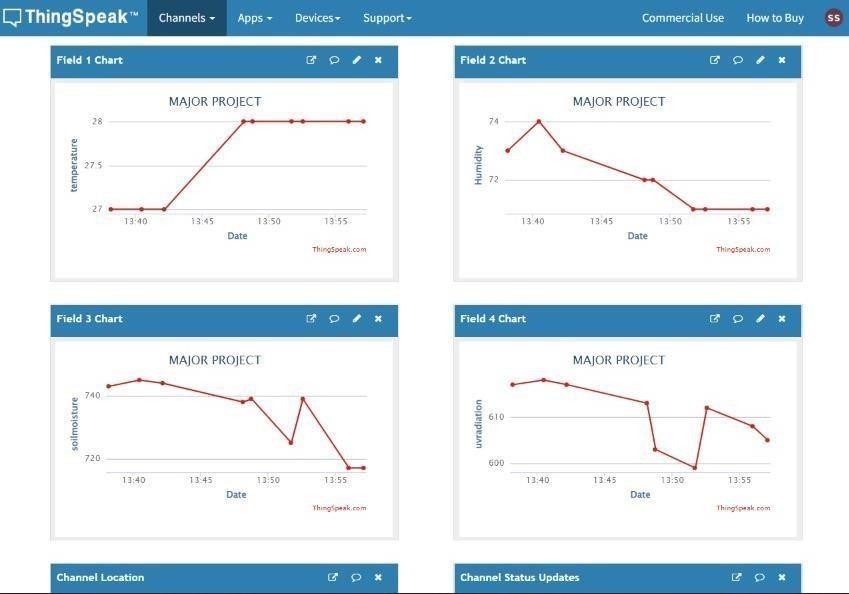 ThingSpeak™ Channels Apps Devices Support Commercial Use How to Buy SS
Field 1 Chart
MAJOR PROJECT
28
27.5
27
temperature
13:40 13:45 13:50 13:55
Date
ThingSpeak.com
Field 2 Chart
MAJOR PROJECT
74
72
Humidity
13:40 13:45 13:50 13:55
Date
ThingSpeak.com
Field 3 Chart
MAJOR PROJECT
740
720
soilmoisture
13:40 13:45 13:50 13:55
Date
ThingSpeak.com
Field 4 Chart
MAJOR PROJECT
610
600
uvradiation
13:40 13:45 13:50 13:55
Date
ThingSpeak.com
Channel Location
Channel Status Updates